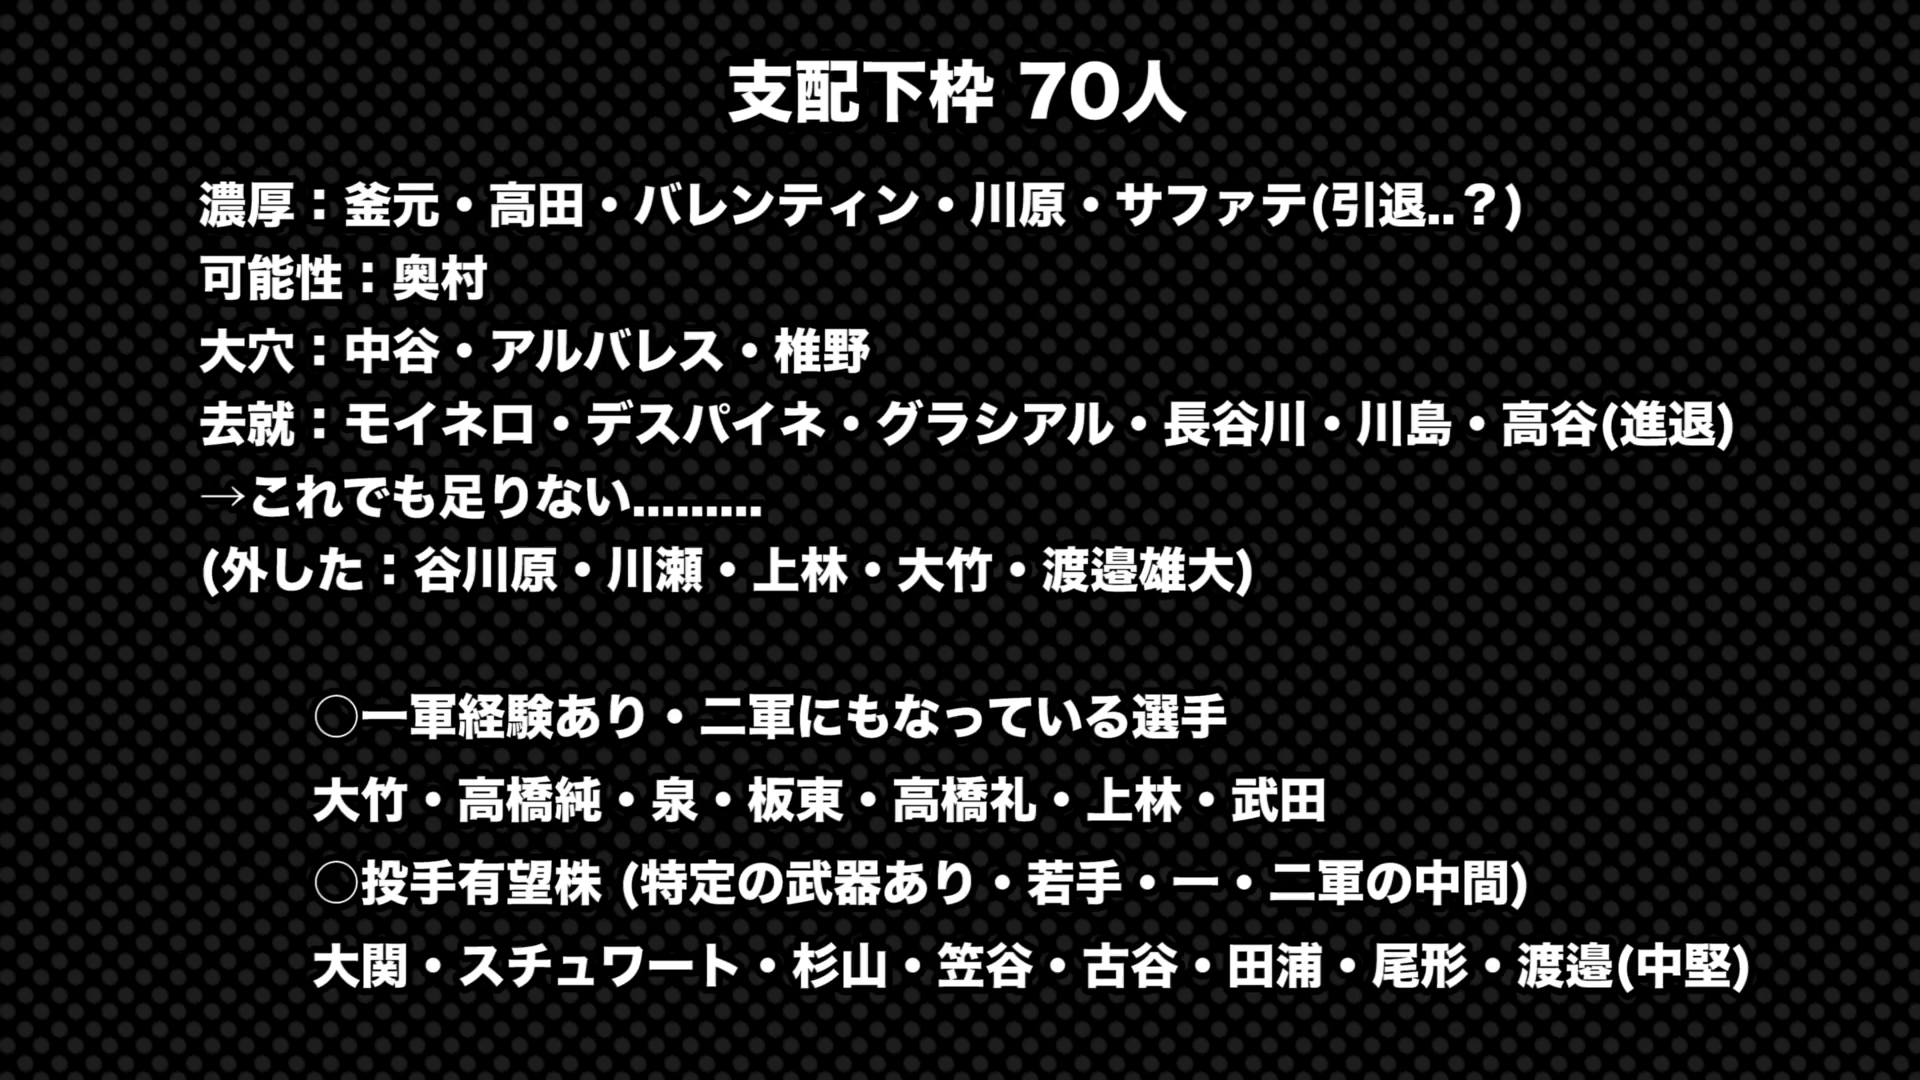 支配下枠 70人
濃厚：釜元・高田・バレンティン・川原・サファテ(引退..？)
可能性：奥村
大穴：中谷・アルバレス・椎野
去就：モイネロ・デスパイネ・グラシアル・長谷川・川島・高谷(進退)
→これでも足りない.........
(外した：谷川原・川瀬・上林・大竹・渡邉雄大)
○一軍経験あり・二軍にもなっている選手
大竹・高橋純・泉・板東・高橋礼・上林・武田
○投手有望株 (特定の武器あり・若手・一・二軍の中間)
大関・スチュワート・杉山・笠谷・古谷・田浦・尾形・渡邉(中堅)